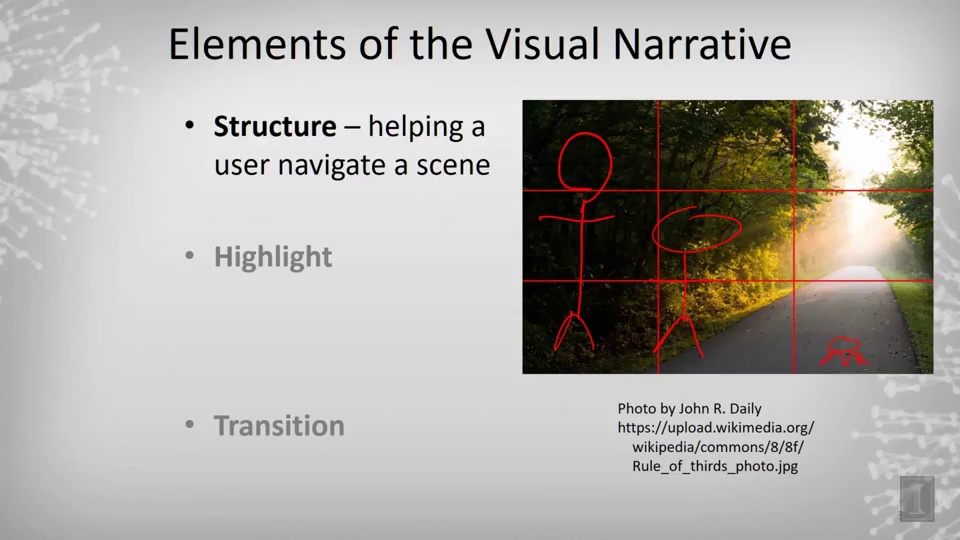 Elements of the Visual Narrative
• Structure – helping a
user navigate a scene
• Highlight
• Transition
Photo by John R. Daily
https://upload.wikimedia.org/
wikipedia/commons/8/8f/
Rule_of_thirds_photo.jpg
I